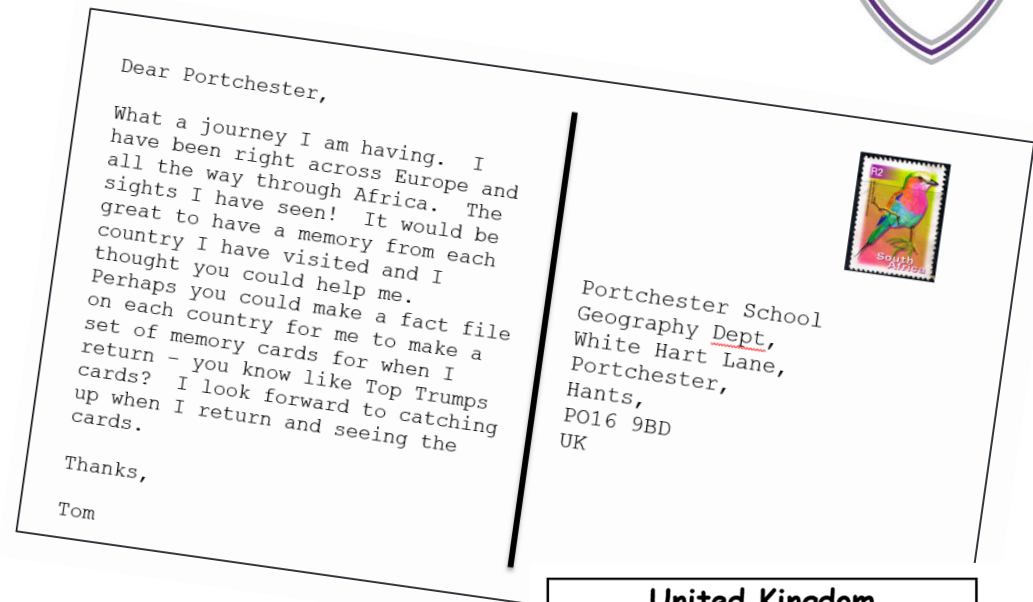 Dear Portchester,
What a journey I am having. I
have been right across Europe and
all the way through Africa. The
sights I have seen! It would be
great to have a memory from each
country I have visited and I
thought you could help me.
Perhaps you could make a fact file
on each country for me to make a
set of memory cards for when I
return – you know like Top Trumps
cards? I look forward to catching
up when I return and seeing the
cards.
Thanks,
Tom
R2
South
Africa
Portchester School
Geography Dept,
White Hart Lane,
Portchester,
Hants,
PO16 9BD
UK
United Kingdom